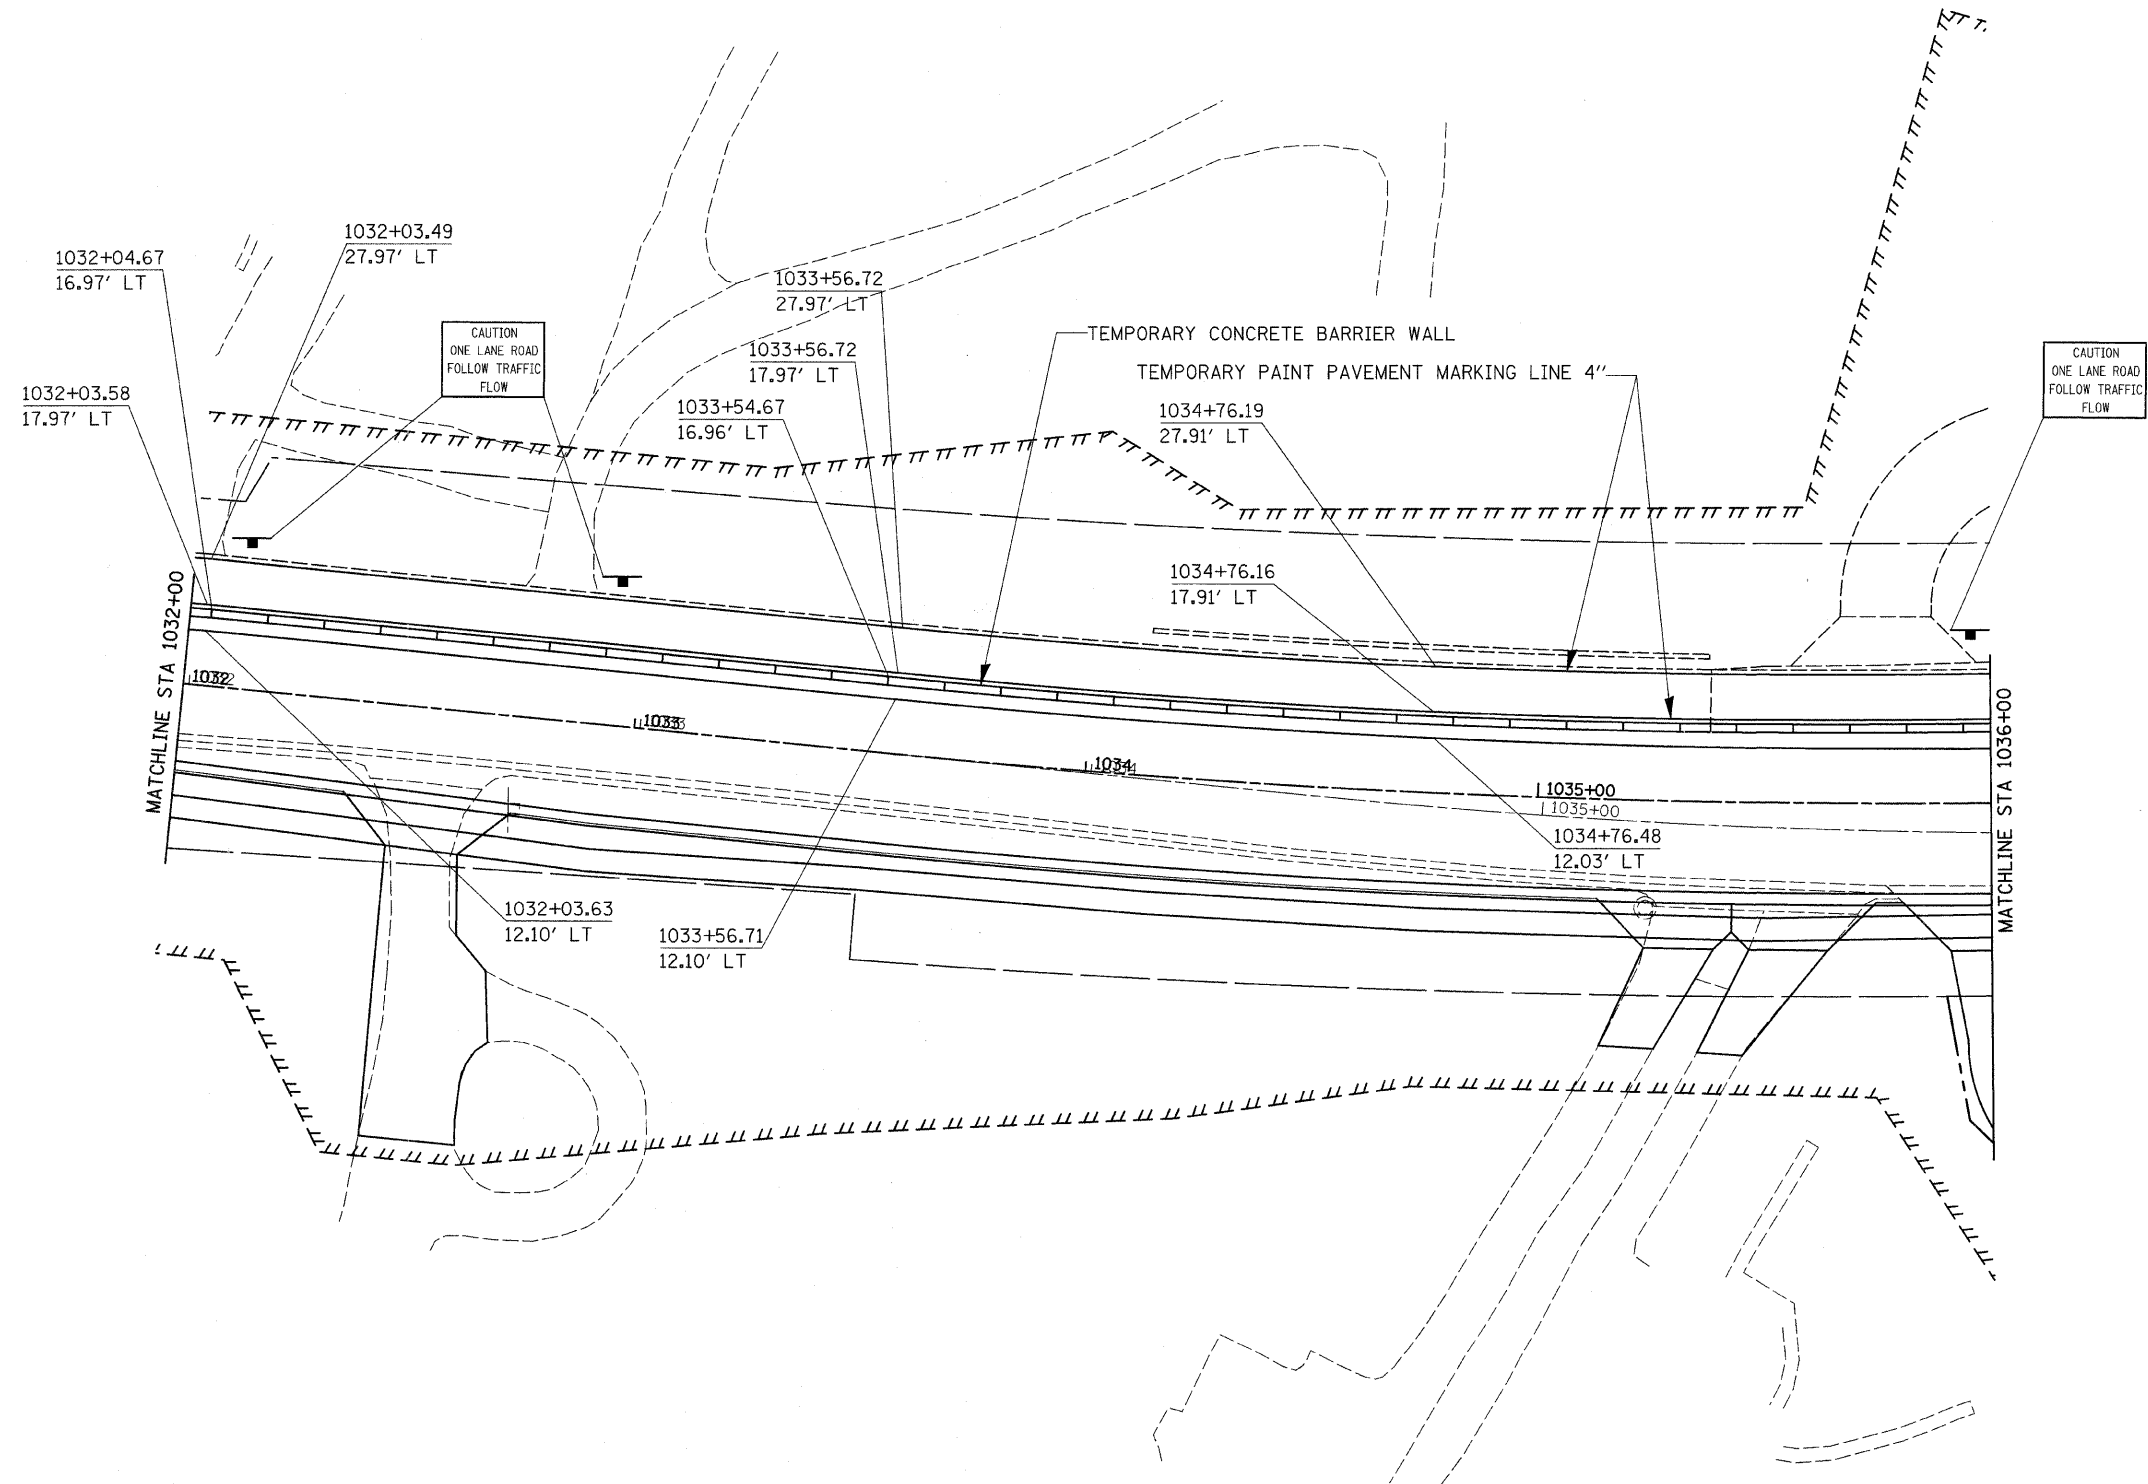 1032+03.49
27.97' LT
1032+04.67
16.97' LT
1033+56.72
27.97' LT
CAUTION
ONE LANE ROAD
FOLLOW TRAFFIC
FLOW
TEMPORARY CONCRETE BARRIER WALL
1033+56.72
17.97' LT
CAUTION
ONE LANE ROAD
FOLLOW TRAFFIC
FLOW
TEMPORARY PAINT PAVEMENT MARKING LINE 4"
1032+03.58
17.97' LT
1033+54.67
16.96' LT
1034+76.19
27.91' LT
1034+76.16
17.91' LT
MATCHLINE STA 1032+00
1032
1033
1034
1035+00
1035+00
MATCHLINE STA 1036+00
1034+76.48
12.03' LT
1032+03.63
12.10' LT
1033+56.71
12.10' LT